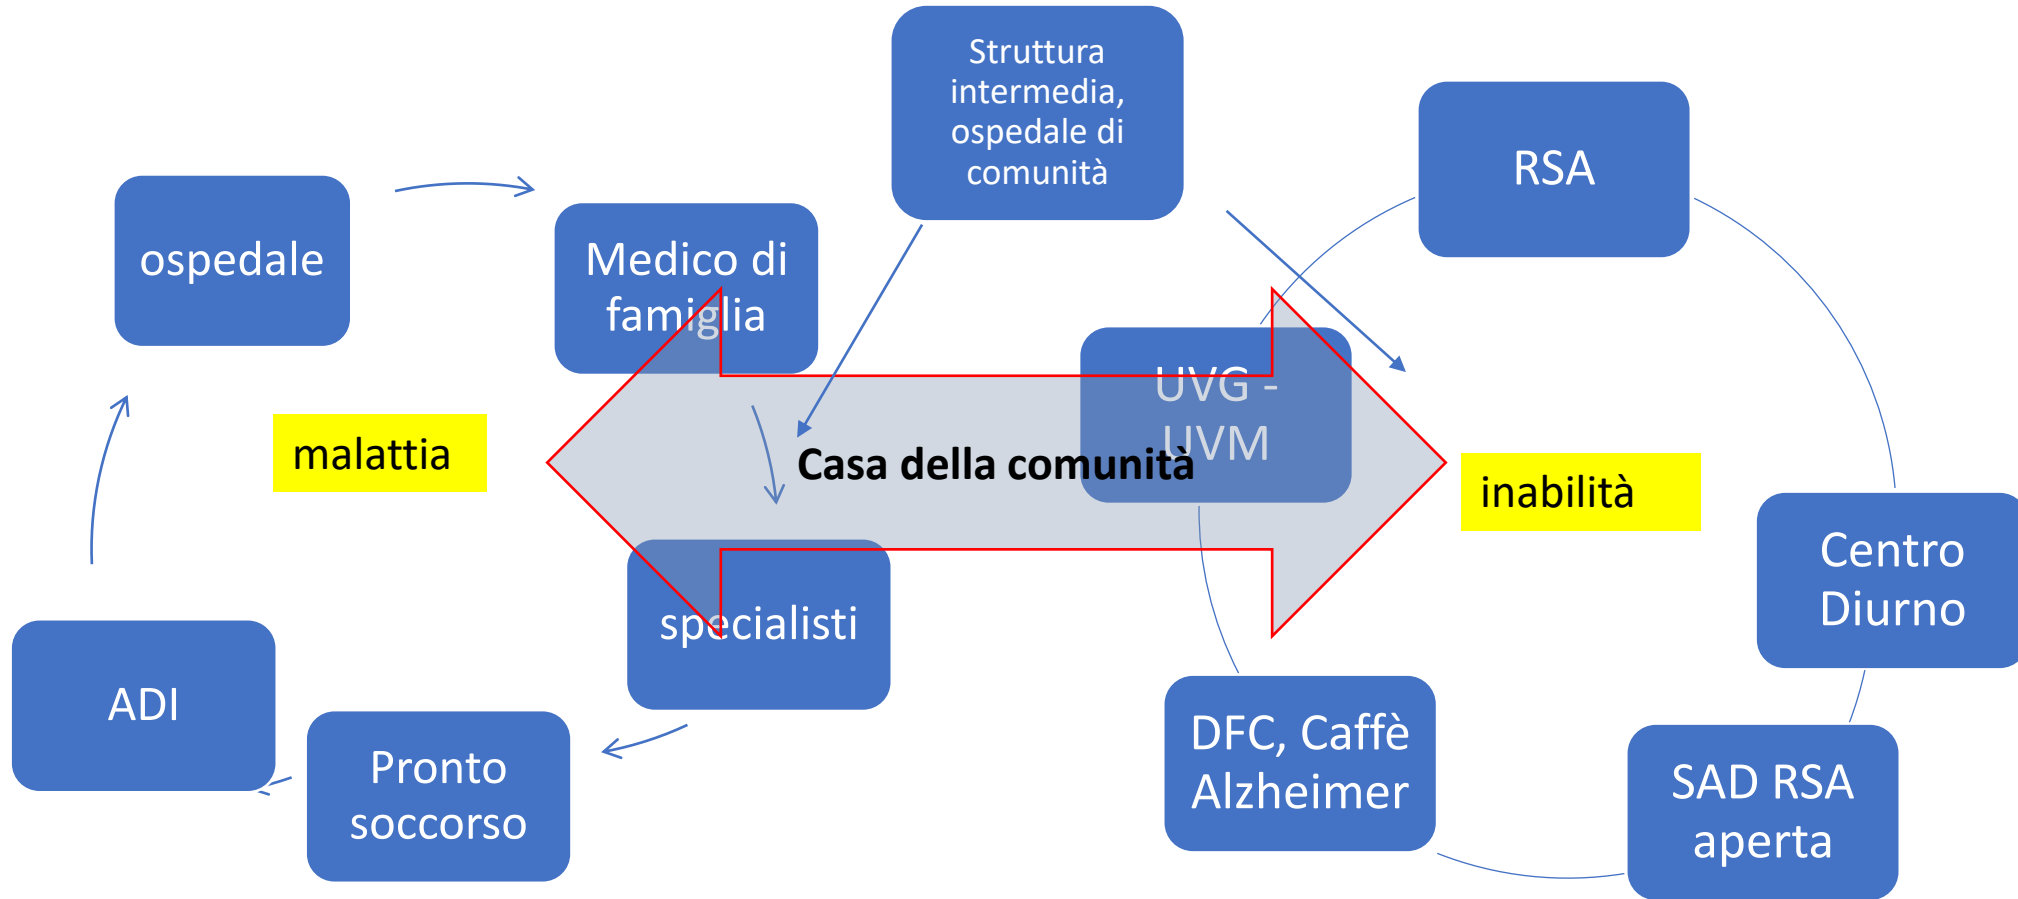 Struttura
intermedia,
ospedale di
comunità
RSA
ospedale
Medico di
famiglia
UVG -
UVM
malattia
Casa della comunità
inabilità
Centro
Diurno
specialisti
ADI
DFC, Caffè
Alzheimer
Pronto
soccorso
SAD RSA
aperta